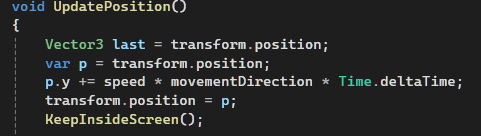 void UpdatePosition()
{
Vector3 last = transform.position;
var p = transform.position;
p.y += speed * movementDirection * Time.deltaTime;
transform.position = p;
KeepInsideScreen();